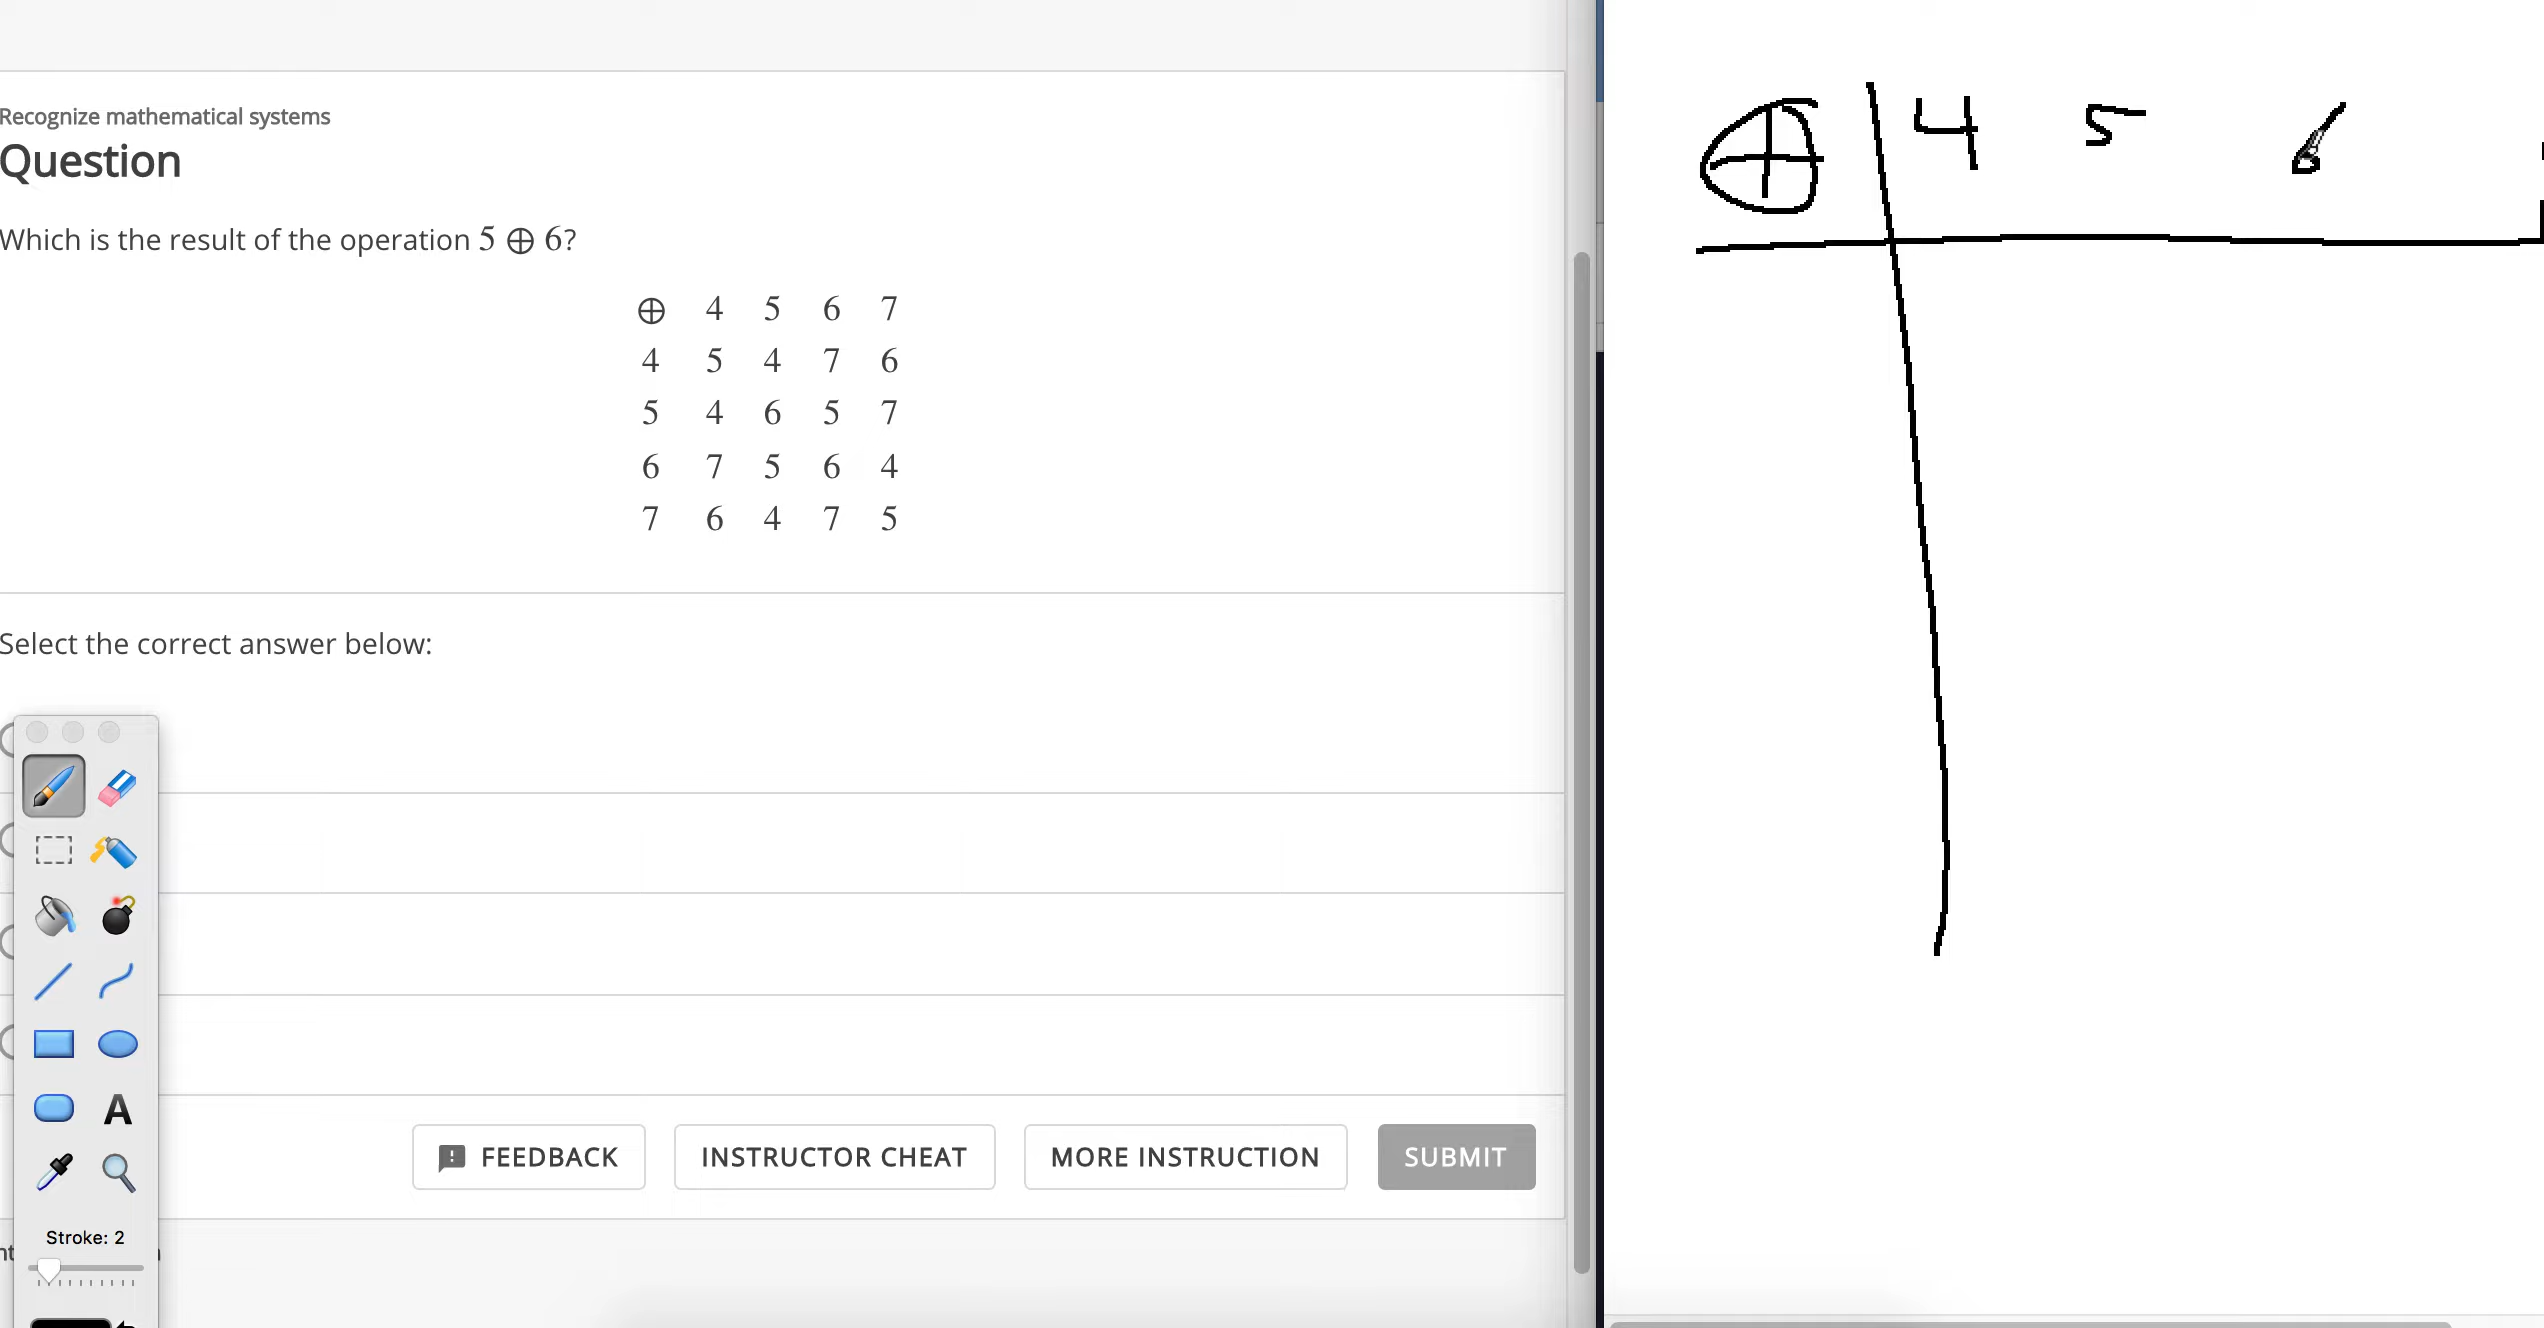 Recognize mathematical systems
Question
Which is the result of the operation 5 ⊕ 6?
⊕ 4 5 6 7
4 5 4 7 6
5 4 6 5 7
6 7 5 6 4
7 6 4 7 5
Select the correct answer below:
FEEDBACK
INSTRUCTOR CHEAT
MORE INSTRUCTION
SUBMIT
A
Stroke: 2
⊕ 4 5 6